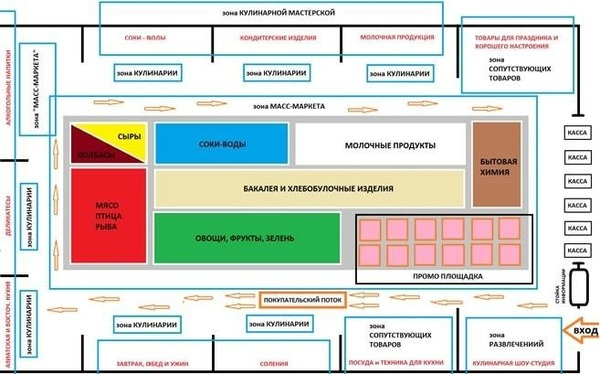 зона КУЛИНАРНОЙ МАСТЕРСКОЙ
СОКИ - ВОДЫ
КОНДИТЕРСКИЕ ИЗДЕЛИЯ
МОЛОЧНАЯ ПРОДУКЦИЯ
ТОВАРЫ ДЛЯ ПРАЗДНИКА И
ХОРОШЕГО НАСТРОЕНИЯ
зона
СОПУТСТВУЮЩИХ
ТОВАРОВ
зона КУЛИНАРИИ
зона КУЛИНАРИИ
зона КУЛИНАРИИ
АЛКОГОЛЬНЫЕ НАПИТКИ
зона "МАСС-МАРКЕТА"
зона МАСС-МАРКЕТА
СЫРЫ
КОЛБАСЫ
СОКИ-ВОДЫ
МОЛОЧНЫЕ ПРОДУКТЫ
БЫТОВАЯ
ХИМИЯ
КАССА
КАССА
КАССА
КАССА
КАССА
КАССА
ДЕЛИКАТЕСЫ
зона КУЛИНАРИИ
МЯСО
ПТИЦА
РЫБА
БАКАЛЕЯ И ХЛЕБОБУЛОЧНЫЕ ИЗДЕЛИЯ
ОВОЩИ, ФРУКТЫ, ЗЕЛЕНЬ
ПРОМО ПЛОЩАДКА
СТОЙКА
ИНФОРМАЦИИ
АЗИАТСКАЯ И ВОСТОЧ. КУХНЯ
зона КУЛИНАРИИ
ПОКУПАТЕЛЬСКИЙ ПОТОК
ВХОД
зона КУЛИНАРИИ
зона КУЛИНАРИИ
зона
СОПУТСТВУЮЩИХ
ТОВАРОВ
зона
РАЗВЛЕЧЕНИЙ
ЗАВТРАК, ОБЕД И УЖИН
СОЛЕНИЯ
ПОСУДА и ТЕХНИКА ДЛЯ КУХНИ
КУЛИНАРНАЯ ШОУ-СТУДИЯ